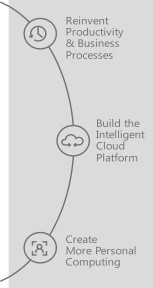 Reinvent
Productivity
& Business
Processes
Build the
Intelligent
Cloud
Platform
Create
More Personal
Computing